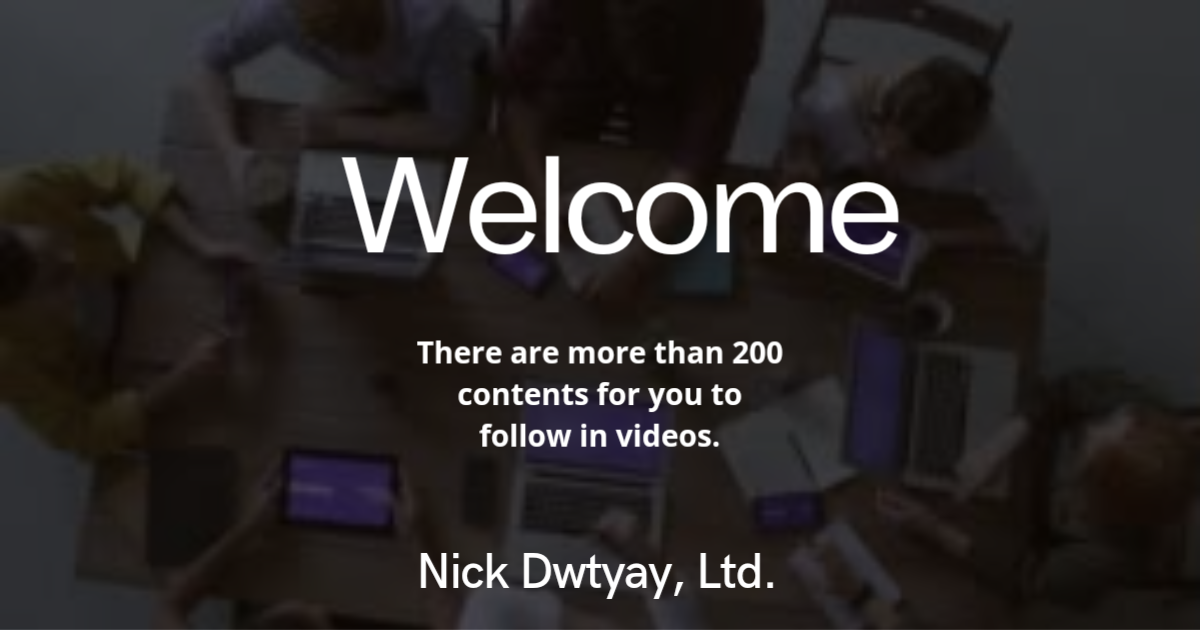 Welcome
There are more than 200
contents for you to
follow in videos.
Nick Dwtyay, Ltd.